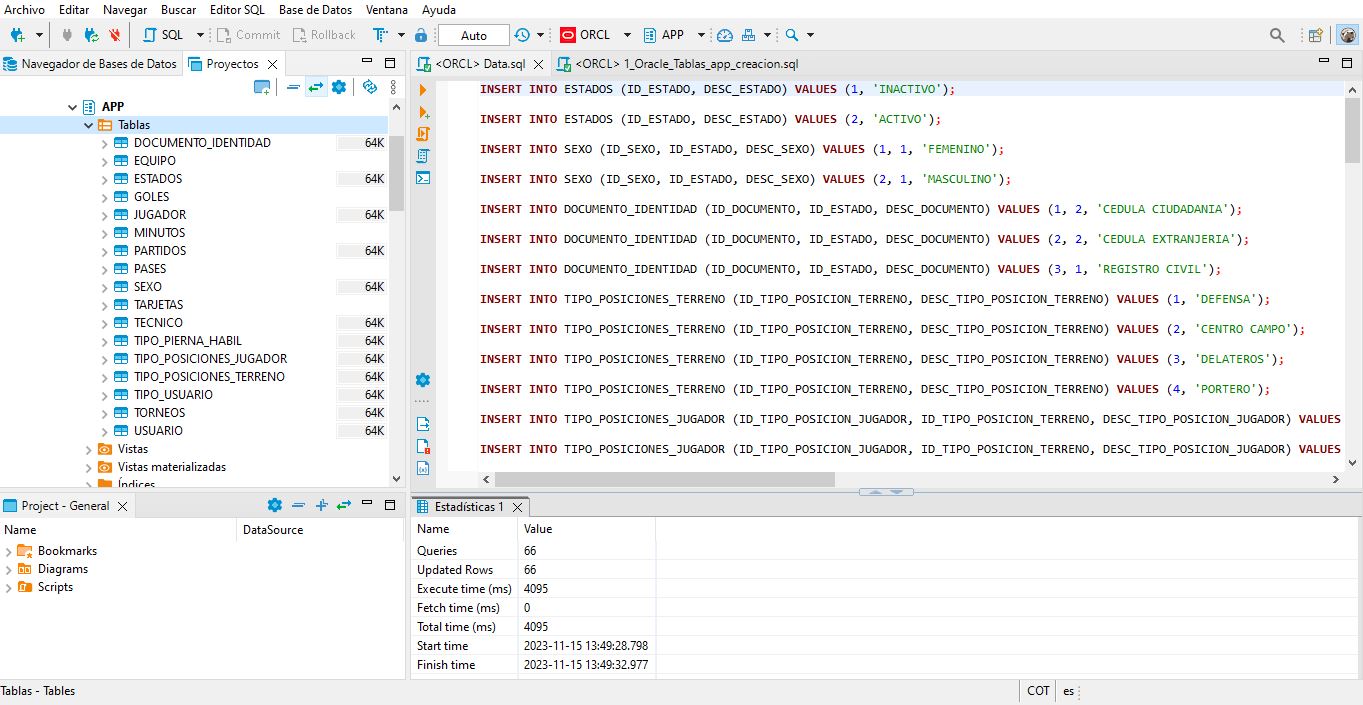 Archivo Editar Navegar Buscar Editor SQL Base de Datos Ventana Ayuda
SQL Commit Rollback Auto ORCL APP
Navegador de Bases de Datos Proyectos
<ORCL> Data.sql <ORCL> 1_Oracle_Tablas_app_creacion.sql
APP
Tablas
DOCUMENTO_IDENTIDAD 64K
EQUIPO
ESTADOS 64K
GOLES
JUGADOR 64K
MINUTOS
PARTIDOS 64K
PASES
SEXO 64K
TARJETAS
TECNICO 64K
TIPO_PIERNA_HABIL 64K
TIPO_POSICIONES_JUGADOR 64K
TIPO_POSICIONES_TERRENO 64K
TIPO_USUARIO 64K
TORNEOS 64K
USUARIO 64K
Vistas
Vistas materializadas
Índices
INSERT INTO ESTADOS (ID_ESTADO, DESC_ESTADO) VALUES (1, 'INACTIVO');
INSERT INTO ESTADOS (ID_ESTADO, DESC_ESTADO) VALUES (2, 'ACTIVO');
INSERT INTO SEXO (ID_SEXO, ID_ESTADO, DESC_SEXO) VALUES (1, 1, 'FEMENINO');
INSERT INTO SEXO (ID_SEXO, ID_ESTADO, DESC_SEXO) VALUES (2, 1, 'MASCULINO');
INSERT INTO DOCUMENTO_IDENTIDAD (ID_DOCUMENTO, ID_ESTADO, DESC_DOCUMENTO) VALUES (1, 2, 'CEDULA CIUDADANIA');
INSERT INTO DOCUMENTO_IDENTIDAD (ID_DOCUMENTO, ID_ESTADO, DESC_DOCUMENTO) VALUES (2, 2, 'CEDULA EXTRANJERIA');
INSERT INTO DOCUMENTO_IDENTIDAD (ID_DOCUMENTO, ID_ESTADO, DESC_DOCUMENTO) VALUES (3, 1, 'REGISTRO CIVIL');
INSERT INTO TIPO_POSICIONES_TERRENO (ID_TIPO_POSICION_TERRENO, DESC_TIPO_POSICION_TERRENO) VALUES (1, 'DEFENSA');
INSERT INTO TIPO_POSICIONES_TERRENO (ID_TIPO_POSICION_TERRENO, DESC_TIPO_POSICION_TERRENO) VALUES (2, 'CENTRO CAMPO');
INSERT INTO TIPO_POSICIONES_TERRENO (ID_TIPO_POSICION_TERRENO, DESC_TIPO_POSICION_TERRENO) VALUES (3, 'DELATEROS');
INSERT INTO TIPO_POSICIONES_TERRENO (ID_TIPO_POSICION_TERRENO, DESC_TIPO_POSICION_TERRENO) VALUES (4, 'PORTERO');
INSERT INTO TIPO_POSICIONES_JUGADOR (ID_TIPO_POSICION_JUGADOR, ID_TIPO_POSICION_TERRENO, DESC_TIPO_POSICION_JUGADOR) VALUES
INSERT INTO TIPO_POSICIONES_JUGADOR (ID_TIPO_POSICION_JUGADOR, ID_TIPO_POSICION_TERRENO, DESC_TIPO_POSICION_JUGADOR) VALUES
Project - General
Name DataSource
Bookmarks
Diagrams
Scripts
Estadísticas 1
Name Value
Queries 66
Updated Rows 66
Execute time (ms) 4095
Fetch time (ms) 0
Total time (ms) 4095
Start time 2023-11-15 13:49:28.798
Finish time 2023-11-15 13:49:32.977
Tablas - Tables COT es